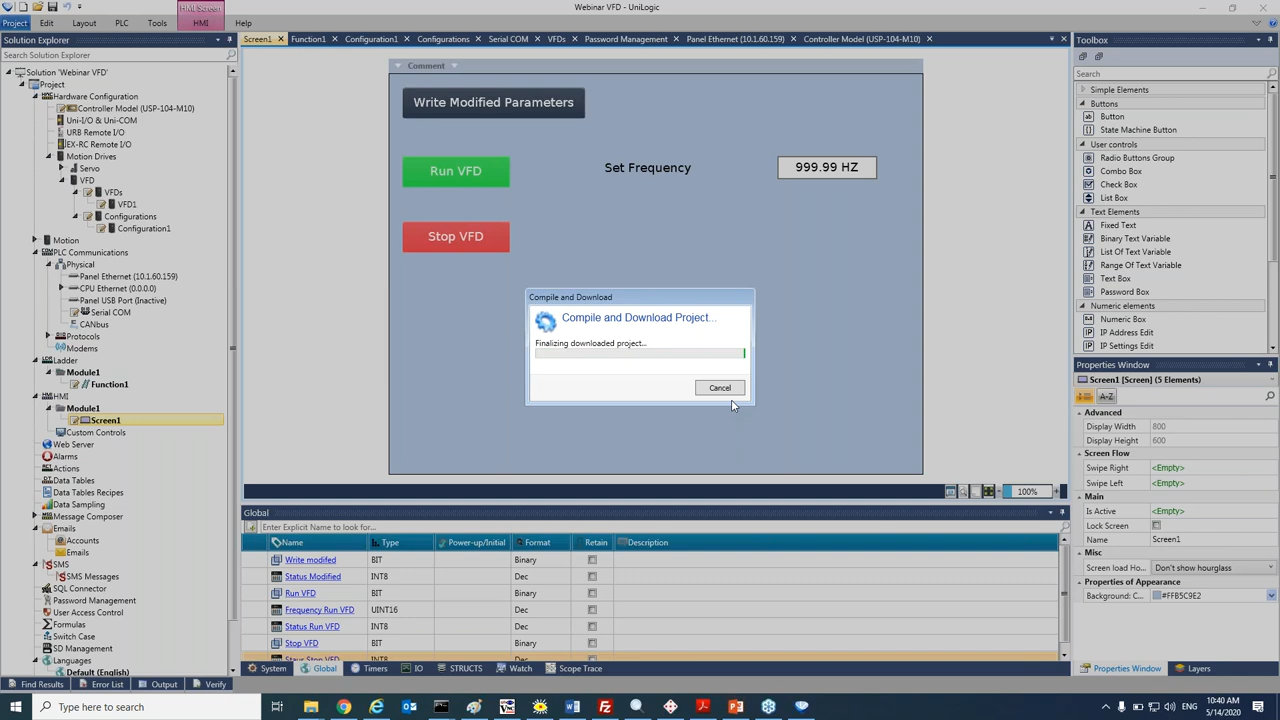 HMI Screen
Webinar VFD - UniLogic
Project
Edit
Layout
PLC
Tools
HMI
Help
Solution Explorer
Search Solution Explorer
Solution 'Webinar VFD'
Project
Hardware Configuration
Controller Model (USP-104-M10)
Uni-I/O & Uni-COM
URB Remote I/O
EX-RC Remote I/O
Motion Drives
Servo
VFD
VFDs
VFD1
Configurations
Configuration1
Motion
PLC Communications
Physical
Panel Ethernet (10.1.60.159)
CPU Ethernet (0.0.0.0)
Panel USB Port (Inactive)
Serial COM
CANbus
Protocols
Modems
Ladder
Module1
Function1
HMI
Module1
Screen1
Custom Controls
Web Server
Alarms
Actions
Data Tables
Data Tables Recipes
Data Sampling
Message Composer
Emails
Accounts
Emails
SMS
SMS Messages
SQL Connector
Password Management
User Access Control
Formulas
Switch Case
SD Management
Languages
Default (English)
Find Results
Error List
Output
Verify
Screen1
Function1
Configuration1
Configurations
Serial COM
VFDs
Password Management
Panel Ethernet (10.1.60.159)
Controller Model (USP-104-M10)
Comment
Write Modified Parameters
Run VFD
Set Frequency
999.99 HZ
Stop VFD
Compile and Download
Compile and Download Project...
Finalizing downloaded project...
Cancel
100%
Global
Enter Explicit Name to look for...
Name Type Power-up/Initial Format Retain Description
Write modifed BIT Binary
Status Modified INT8 Dec
Run VFD BIT Binary
Frequency Run VFD UINT16 Dec
Status Run VFD INT8 Dec
Stop VFD BIT Binary
Staus Stop VFD INT8 Dec
System
Global
Timers
IO
STRUCTS
Watch
Scope Trace
Toolbox
Search
Simple Elements
Buttons
Button
State Machine Button
User controls
Radio Buttons Group
Combo Box
Check Box
List Box
Text Elements
Fixed Text
Binary Text Variable
List Of Text Variable
Range Of Text Variable
Text Box
Password Box
Numeric elements
Numeric Box
IP Address Edit
IP Settings Edit
Properties Window
Screen1 [Screen] (5 Elements)
A-Z
Advanced
Display Width 800
Display Height 600
Screen Flow
Swipe Right <Empty>
Swipe Left <Empty>
Main
Is Active <Empty>
Lock Screen
Name Screen1
Misc
Screen load Ho... Don't show hourglass
Properties of Appearance
Background: C... #FFB5C9E2
Properties Window
Layers
Type here to search
10:40 AM
5/14/2020